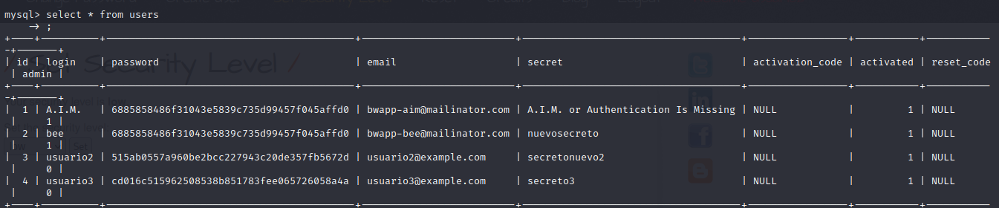 mysql> select * from users
    -> ;
+----+----------+------------------------------------------+--------------------------+-------------------------------------+-----------------+-----------+-----------
-+-------+
| id | login    | password                                 | email                    | secret                              | activation_code | activated | reset_code
 | admin |
+----+----------+------------------------------------------+--------------------------+-------------------------------------+-----------------+-----------+-----------
-+-------+
| 1 | A.I.M.   | 6885858486f31043e5839c735d99457f045affd0 | bwapp-aim@mailinator.com | A.I.M. or Authentication Is Missing | NULL            |         1 | NULL
 |     1 |
| 2 | bee      | 6885858486f31043e5839c735d99457f045affd0 | bwapp-bee@mailinator.com | nuevosecreto                        | NULL            |         1 | NULL
 |     1 |
| 3 | usuario2 | 515ab0557a960be2bcc227943c20de357fb5672d | usuario2@example.com     | secretonuevo2                       | NULL            |         1 | NULL
 |     0 |
| 4 | usuario3 | cd016c515962508538b851783fee065726058a4a | usuario3@example.com     | secreto3                            | NULL            |         1 | NULL
 |     0 |
+----+----------+------------------------------------------+--------------------------+-------------------------------------+-----------------+-----------+-----------
Security Level /
Set